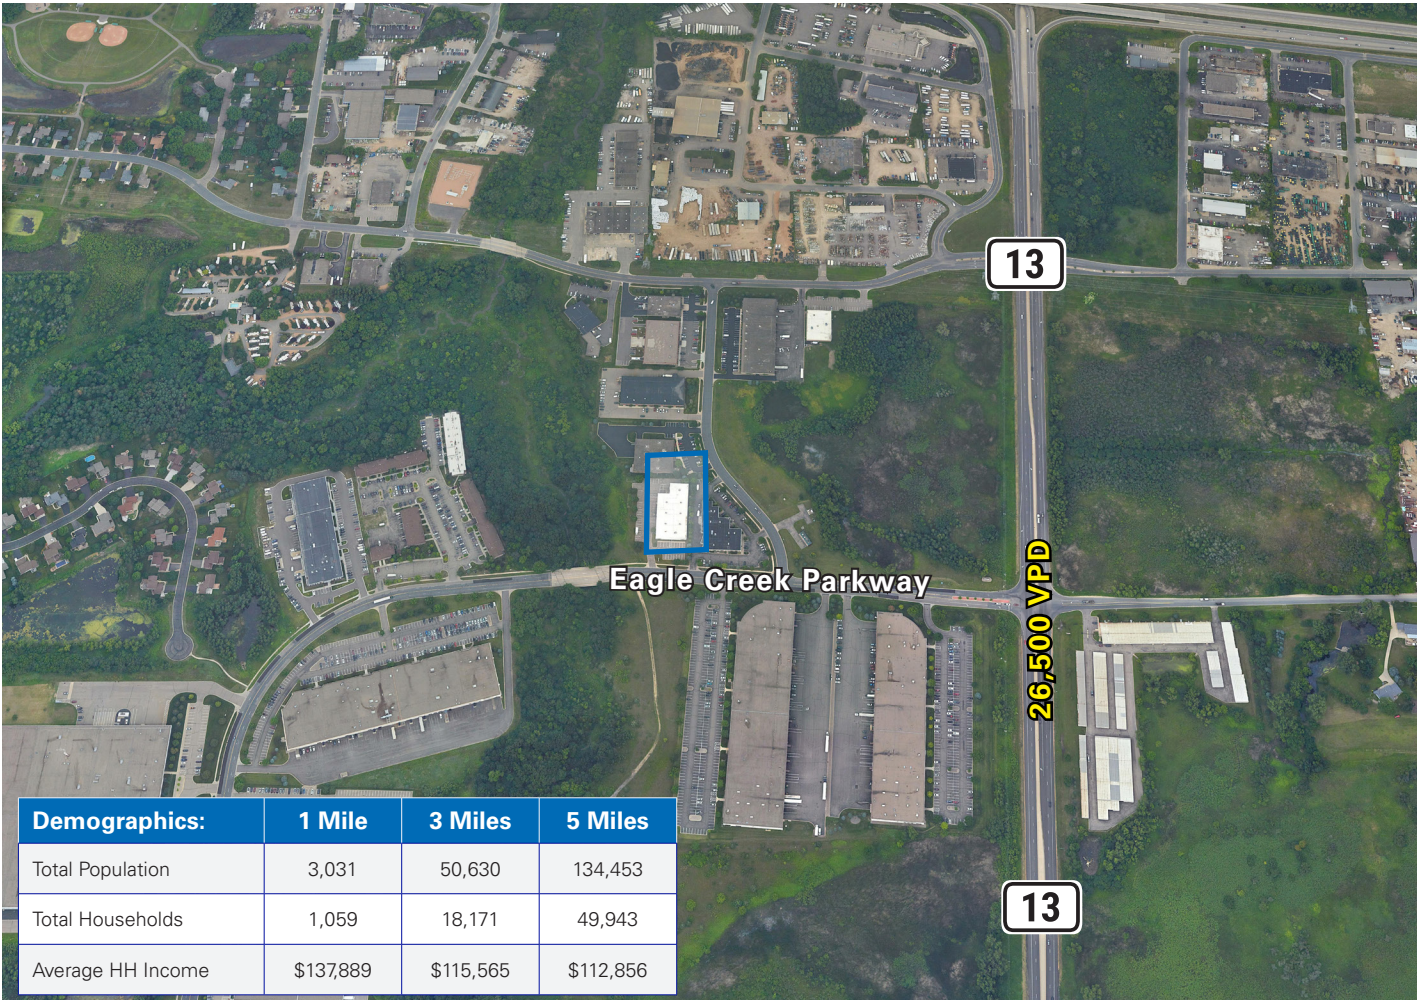 13
Eagle Creek Parkway
26,500 VPD
13
Demographics: 1 Mile 3 Miles 5 Miles
Total Population 3,031 50,630 134,453
Total Households 1,059 18,171 49,943
Average HH Income $137,889 $115,565 $112,856